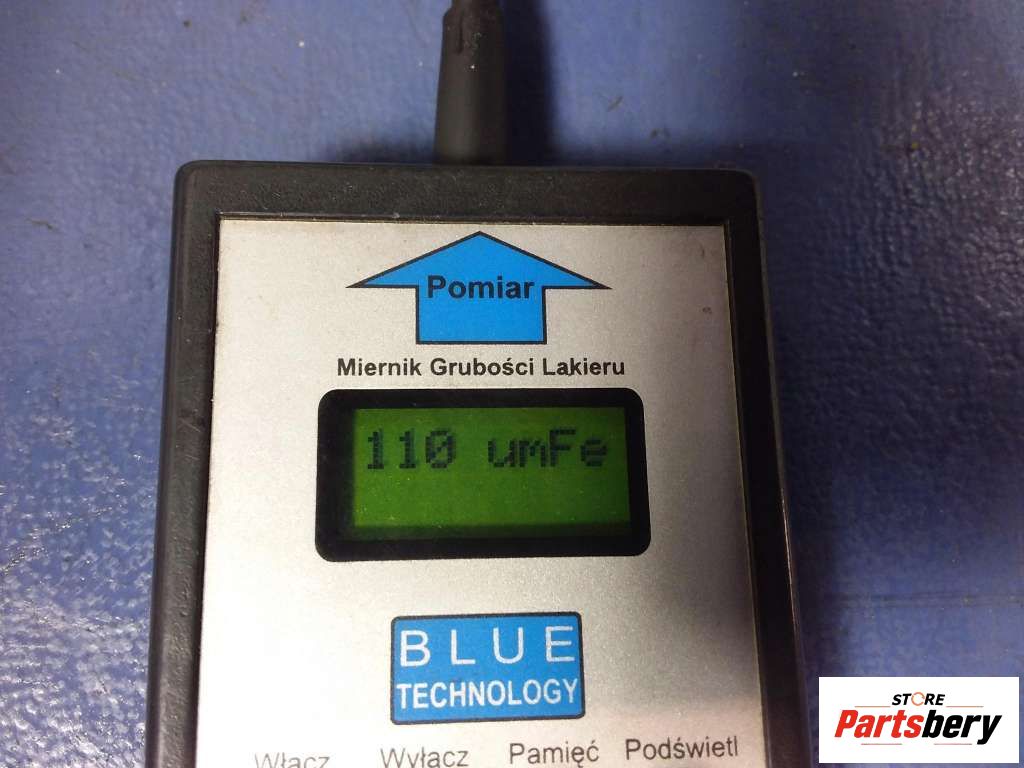 Pomiar
Miernik Grubości Lakieru
110 umFe
BLUE
TECHNOLOGY
Włącz Wyłącz Pamięć Podświetl
STORE
Partsbery